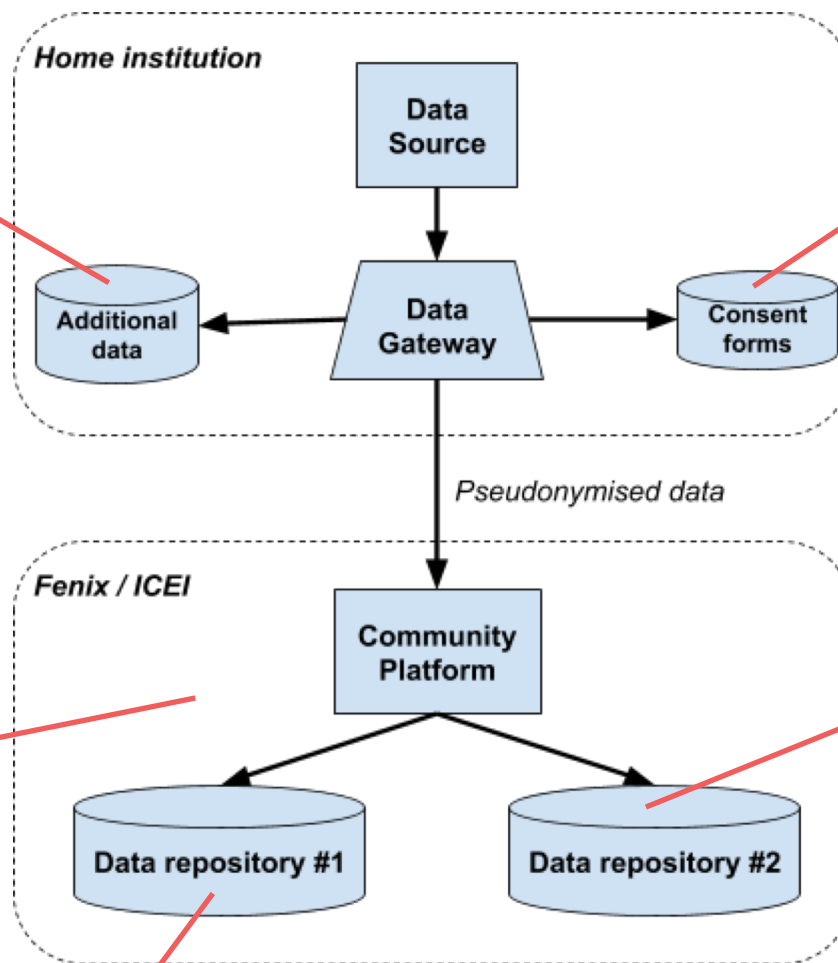 Home institution
Data
Source
Additional
data
Data
Gateway
Consent
forms
Pseudonymised data
Fenix / ICEI
Community
Platform
Data repository #1
Data repository #2